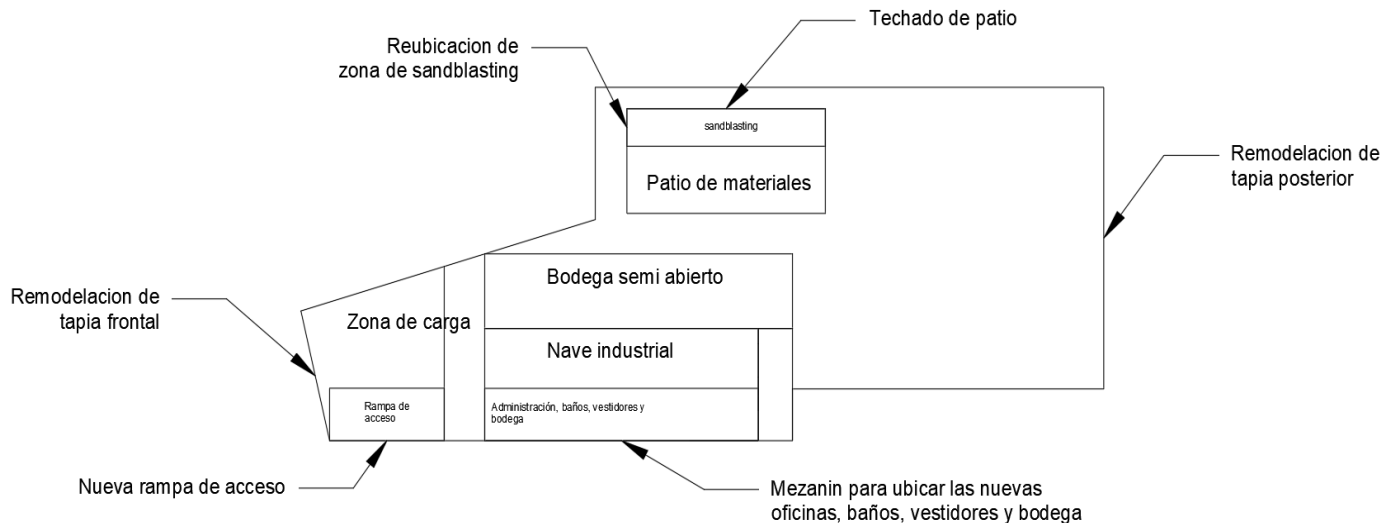 Techado de patio
Reubicacion de
zona de sandblasting
sandblasting
Patio de materiales
Remodelacion de
tapia posterior
Bodega semi abierto
Remodelacion de
tapia frontal
Zona de carga
Nave industrial
Rampa de
acceso
Administración, baños, vestidores y
bodega
Nueva rampa de acceso
Mezanin para ubicar las nuevas
oficinas, baños, vestidores y bodega